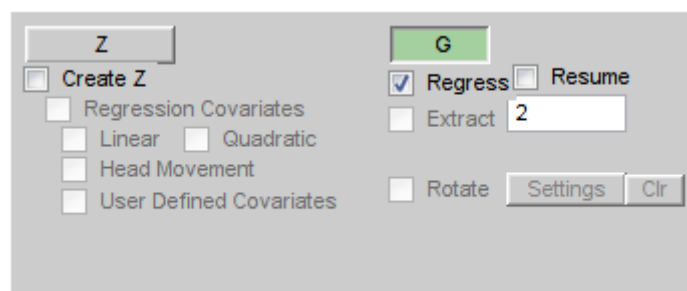 Z
Create Z
Regression Covariates
Linear Quadratic
Head Movement
User Defined Covariates
G
Regress Resume
Extract 2
Rotate Settings Clr